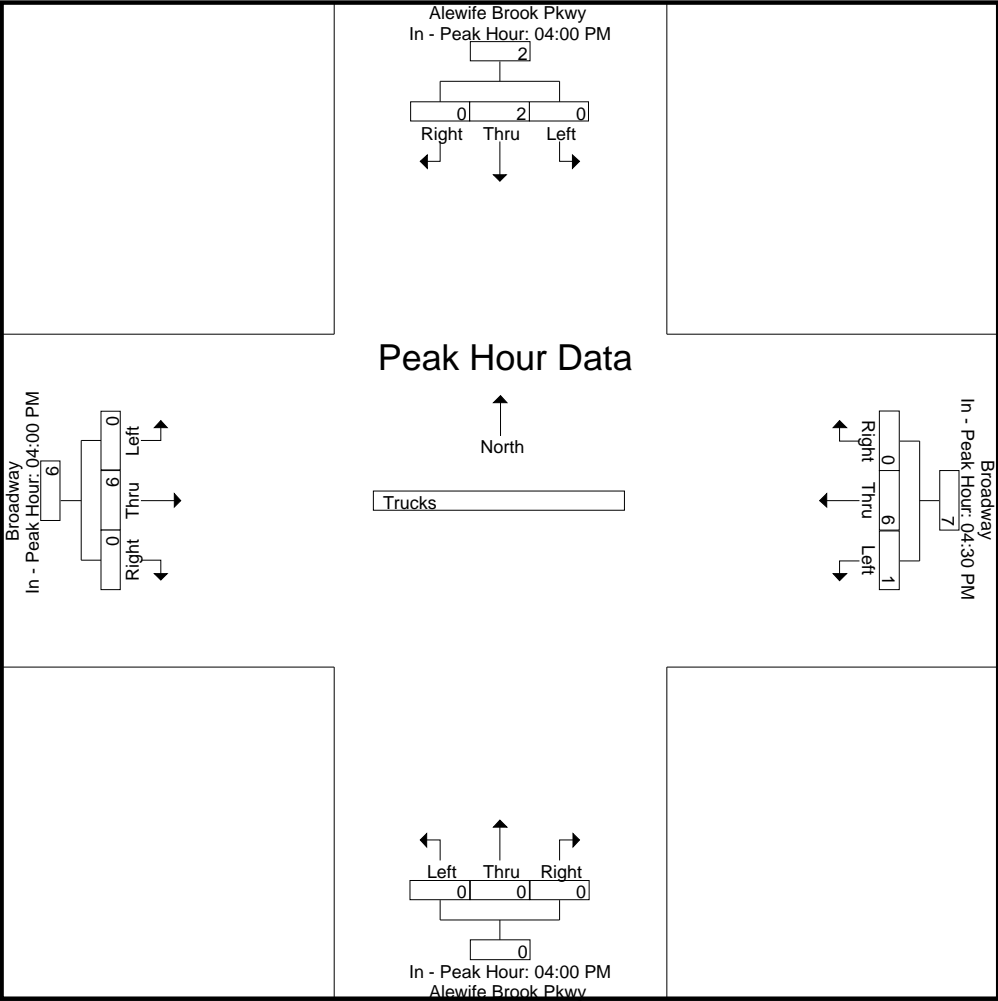 Alewife Brook Pkwy
In - Peak Hour: 04:00 PM
2
0 2 0
Right Thru Left
Peak Hour Data
North
Trucks
Broadway
In - Peak Hour: 04:00 PM
6
0 6 0
Left Thru Right
Broadway
In - Peak Hour: 04:30 PM
7
0 6 1
Right Thru Left
Left Thru Right
0 0 0
0
In - Peak Hour: 04:00 PM
Alewife Brook Pkwy